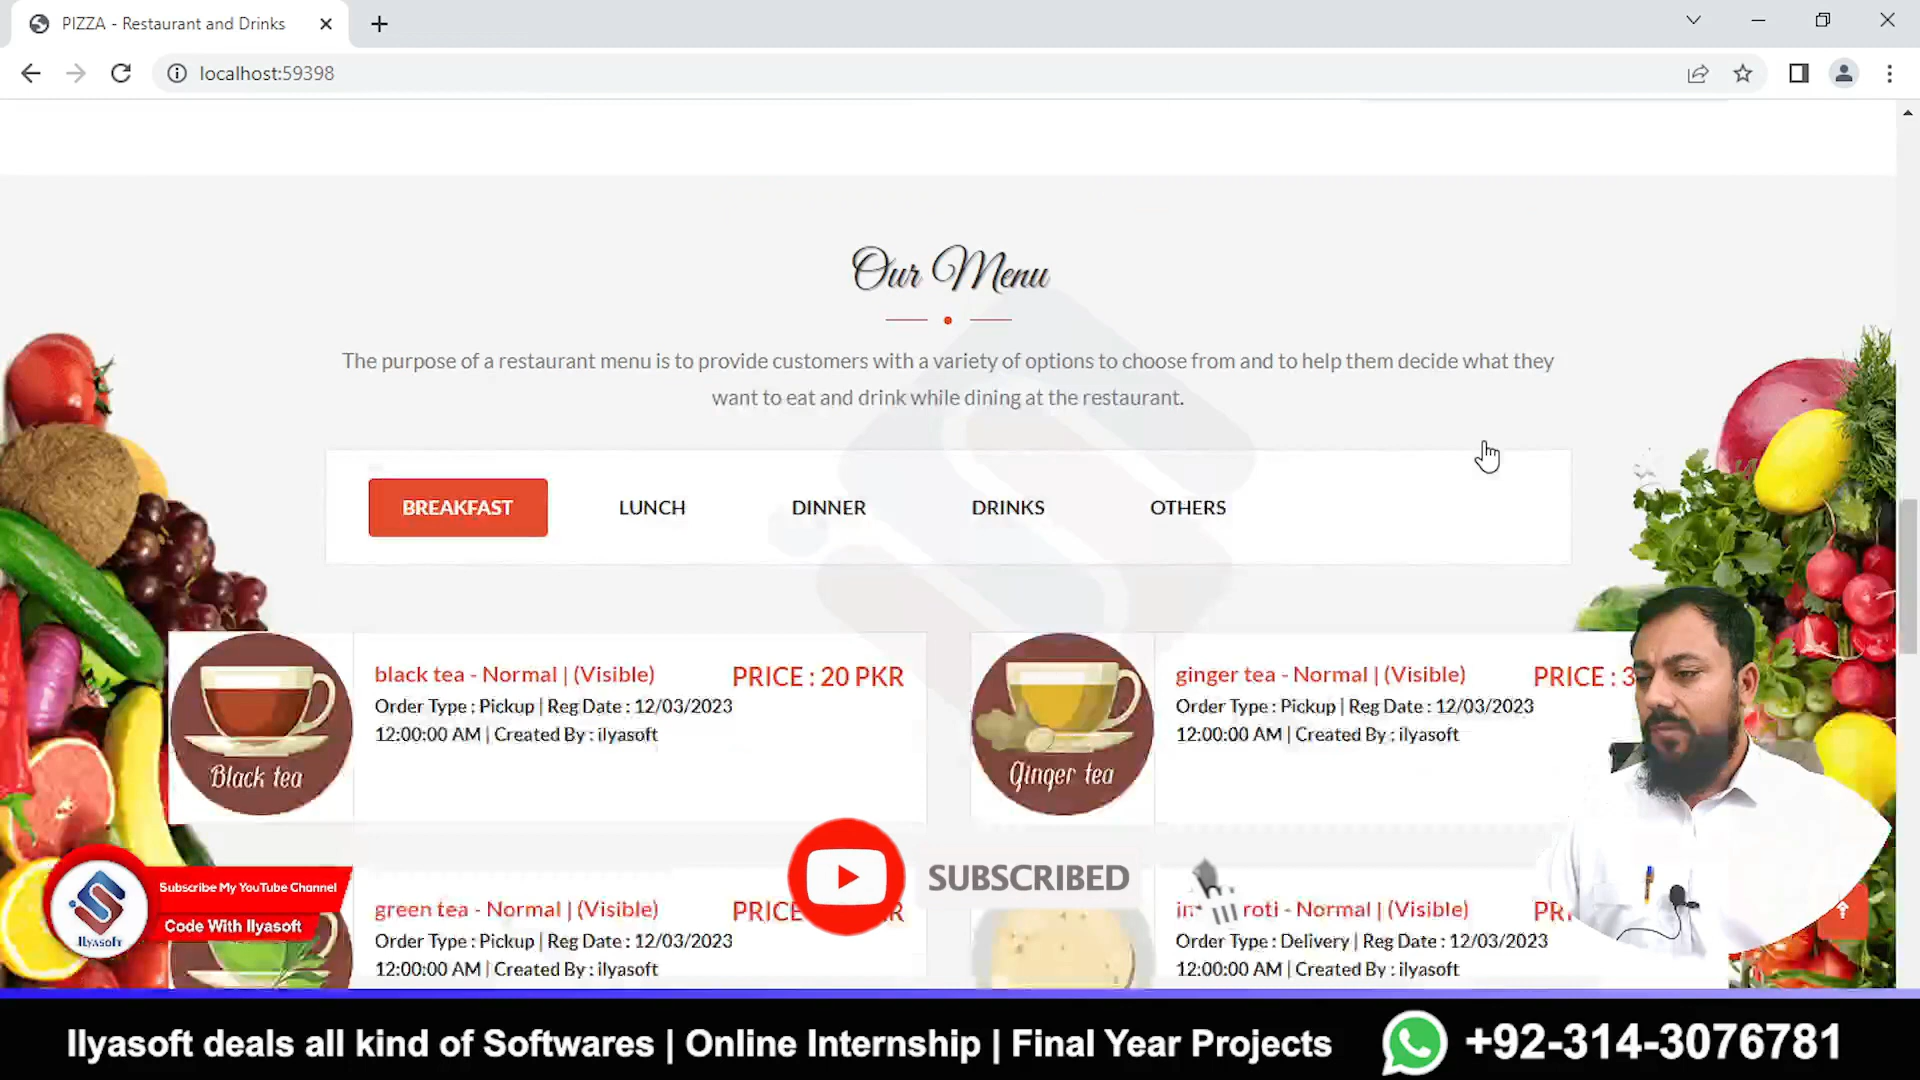 PIZZA - Restaurant and Drinks
localhost:59398
Our Menu
The purpose of a restaurant menu is to provide customers with a variety of options to choose from and to help them decide what they
want to eat and drink while dining at the restaurant.
BREAKFAST LUNCH DINNER DRINKS OTHERS
black tea - Normal | (Visible) PRICE : 20 PKR
Order Type : Pickup | Reg Date : 12/03/2023
12:00:00 AM | Created By : ilyasoft
Black tea
ginger tea - Normal | (Visible) PRICE : 3
Order Type : Pickup | Reg Date : 12/03/2023
12:00:00 AM | Created By : ilyasoft
Ginger tea
green tea - Normal | (Visible) PRICE
Order Type : Pickup | Reg Date : 12/03/2023
12:00:00 AM | Created By : ilyasoft
roti - Normal | (Visible)
Order Type : Delivery | Reg Date : 12/03/2023
12:00:00 AM | Created By : ilyasoft
SUBSCRIBED
Ilyasoft
Subscribe My YouTube Channel
Code With Ilyasoft
Ilyasoft deals all kind of Softwares | Online Internship | Final Year Projects +92-314-3076781